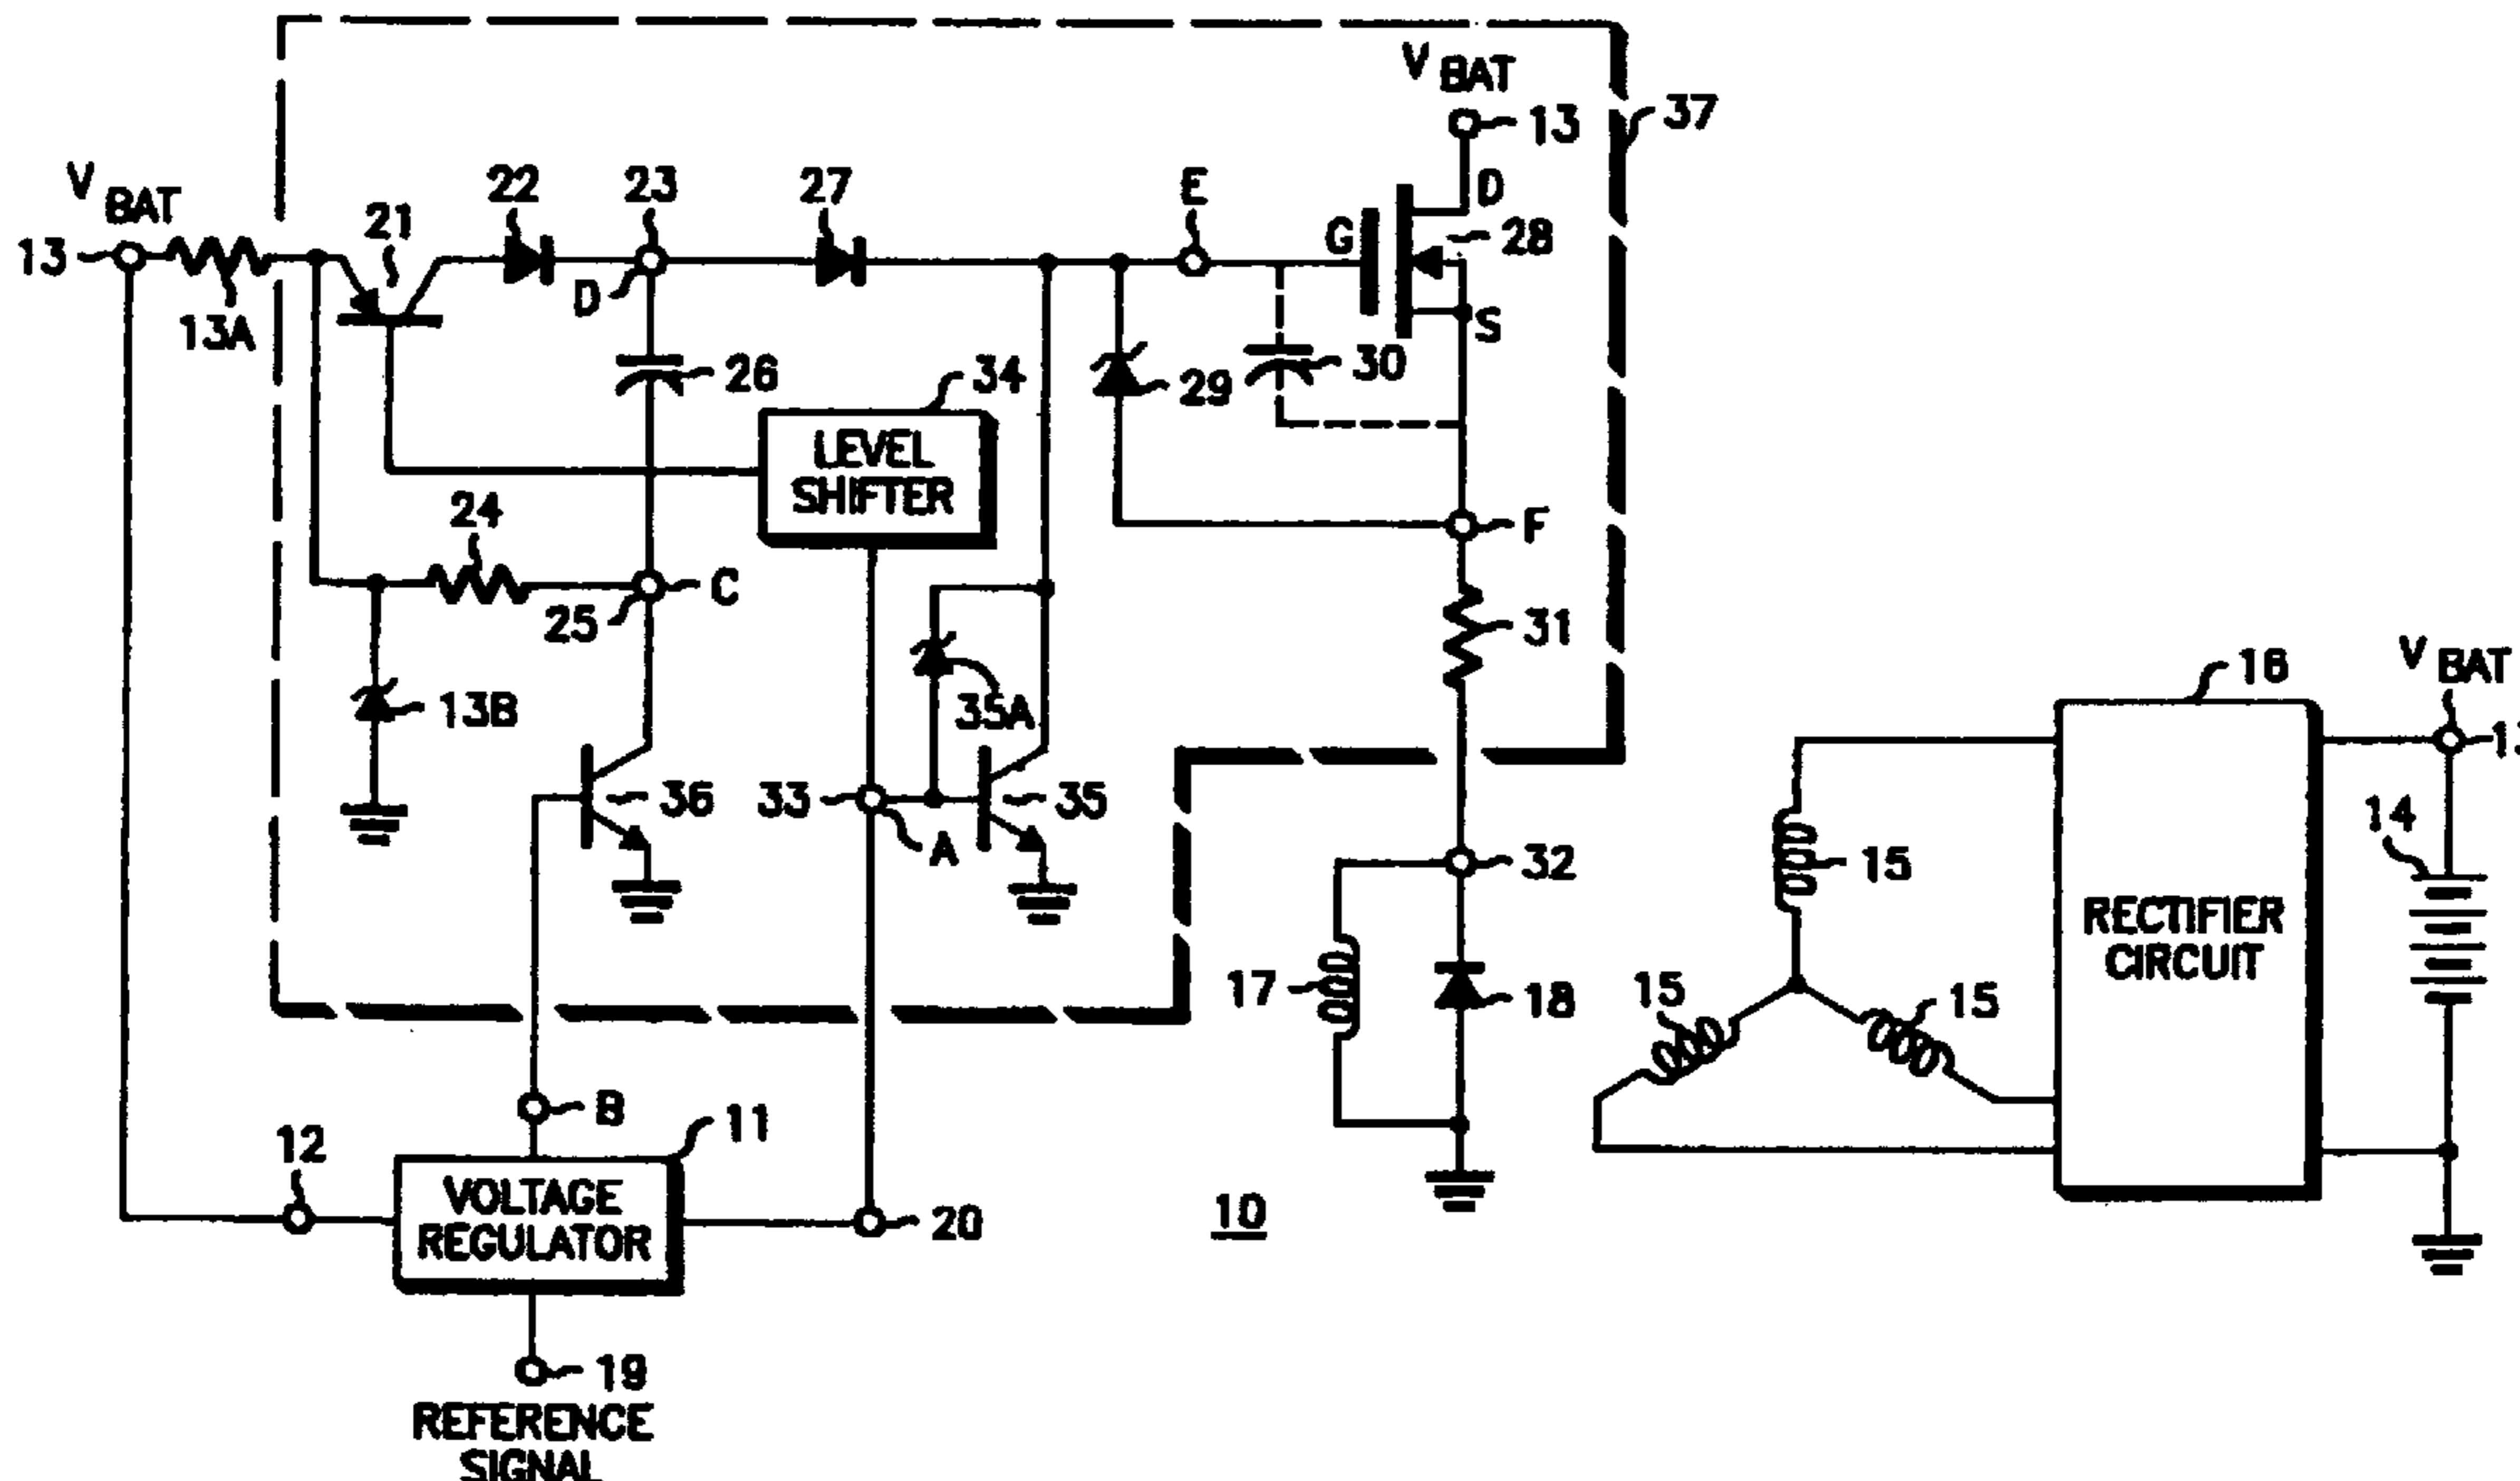 V BAT
13
37
V BAT
13
13A
21
22
23
D
27
E
G
D
28
S
26
34
29
30
LEVEL
SHIFTER
24
F
25
C
31
13B
35A
36
33
A
35
32
17
18
B
11
12
VOLTAGE
REGULATOR
20
10
19
REFERENCE
SIGNAL
16
V BAT
14
15
RECTIFIER
CIRCUIT
15
15